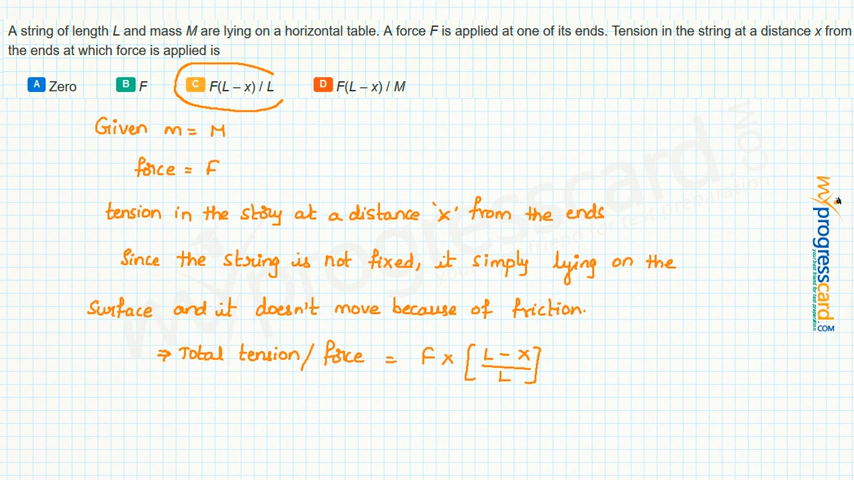 A string of length L and mass M are lying on a horizontal table. A force F is applied at one of its ends. Tension in the string at a distance x from
the ends at which force is applied is
A Zero B F C F(L – x) / L D F(L – x) / M
Given m = M
force = F
tension in the string at a distance 'x' from the ends
Since the string is not fixed, it simply lying on the
surface and it doesn't move because of friction.
⇒ Total tension/force = F × [L – x / L]
myprogresscard
.COM